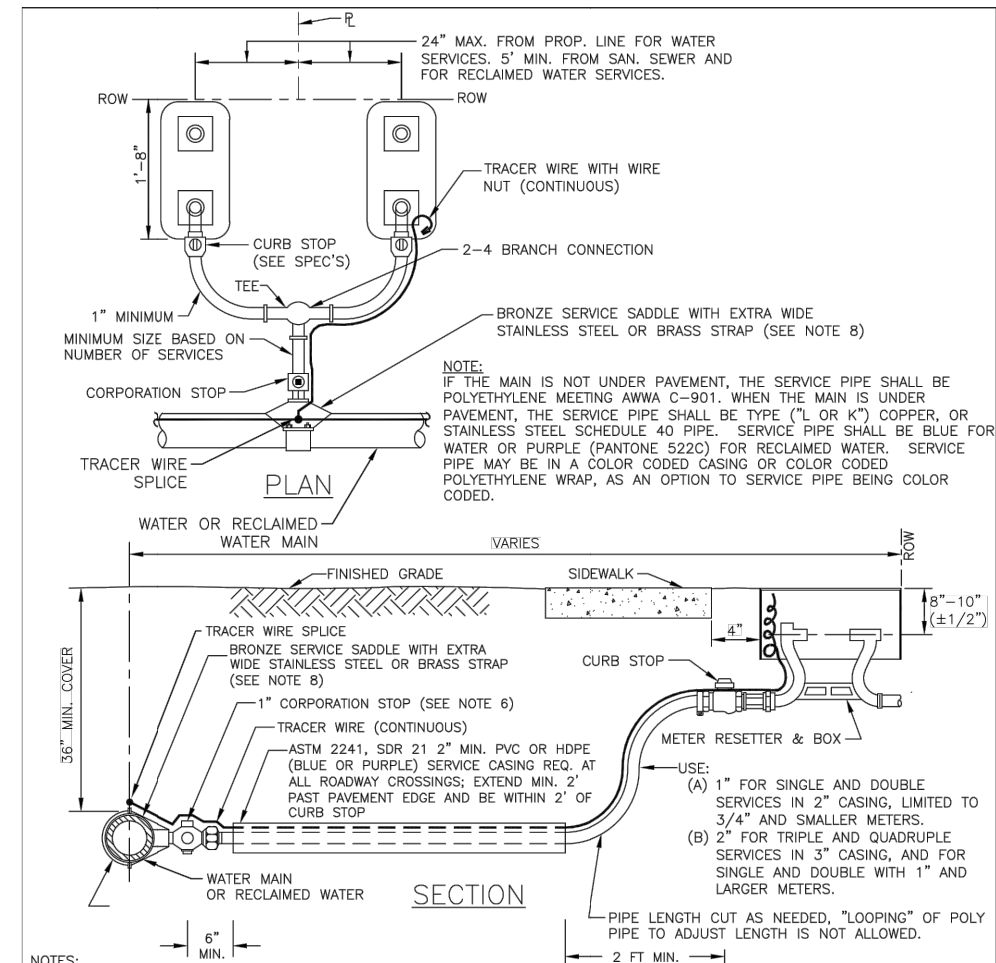 ℄
24" MAX. FROM PROP. LINE FOR WATER
SERVICES. 5' MIN. FROM SAN. SEWER AND
FOR RECLAIMED WATER SERVICES.
ROW
ROW
1'-8"
TRACER WIRE WITH WIRE
NUT (CONTINUOUS)
CURB STOP
(SEE SPEC'S)
2-4 BRANCH CONNECTION
TEE
1" MINIMUM
BRONZE SERVICE SADDLE WITH EXTRA WIDE
STAINLESS STEEL OR BRASS STRAP (SEE NOTE 8)
MINIMUM SIZE BASED ON
NUMBER OF SERVICES
CORPORATION STOP
NOTE:
IF THE MAIN IS NOT UNDER PAVEMENT, THE SERVICE PIPE SHALL BE
POLYETHYLENE MEETING AWWA C-901. WHEN THE MAIN IS UNDER
PAVEMENT, THE SERVICE PIPE SHALL BE TYPE ("L OR K") COPPER, OR
STAINLESS STEEL SCHEDULE 40 PIPE. SERVICE PIPE SHALL BE BLUE FOR
WATER OR PURPLE (PANTONE 522C) FOR RECLAIMED WATER. SERVICE
PIPE MAY BE IN A COLOR CODED CASING OR COLOR CODED
POLYETHYLENE WRAP, AS AN OPTION TO SERVICE PIPE BEING COLOR
CODED.
TRACER WIRE
SPLICE
PLAN
WATER OR RECLAIMED
WATER MAIN
VARIES
ROW
FINISHED GRADE
SIDEWALK
8"-10"
(±1/2")
4"
36" MIN. COVER
TRACER WIRE SPLICE
BRONZE SERVICE SADDLE WITH EXTRA
WIDE STAINLESS STEEL OR BRASS STRAP
(SEE NOTE 8)
CURB STOP
1" CORPORATION STOP (SEE NOTE 6)
TRACER WIRE (CONTINUOUS)
METER RESETTER & BOX
ASTM 2241, SDR 21 2" MIN. PVC OR HDPE
(BLUE OR PURPLE) SERVICE CASING REQ. AT
ALL ROADWAY CROSSINGS; EXTEND MIN. 2'
PAST PAVEMENT EDGE AND BE WITHIN 2' OF
CURB STOP
USE:
(A) 1" FOR SINGLE AND DOUBLE
SERVICES IN 2" CASING, LIMITED TO
3/4" AND SMALLER METERS.
(B) 2" FOR TRIPLE AND QUADRUPLE
SERVICES IN 3" CASING, AND FOR
SINGLE AND DOUBLE WITH 1" AND
LARGER METERS.
WATER MAIN
OR RECLAIMED WATER
SECTION
PIPE LENGTH CUT AS NEEDED, "LOOPING" OF POLY
PIPE TO ADJUST LENGTH IS NOT ALLOWED.
6"
MIN.
2 FT MIN.
NOTES: